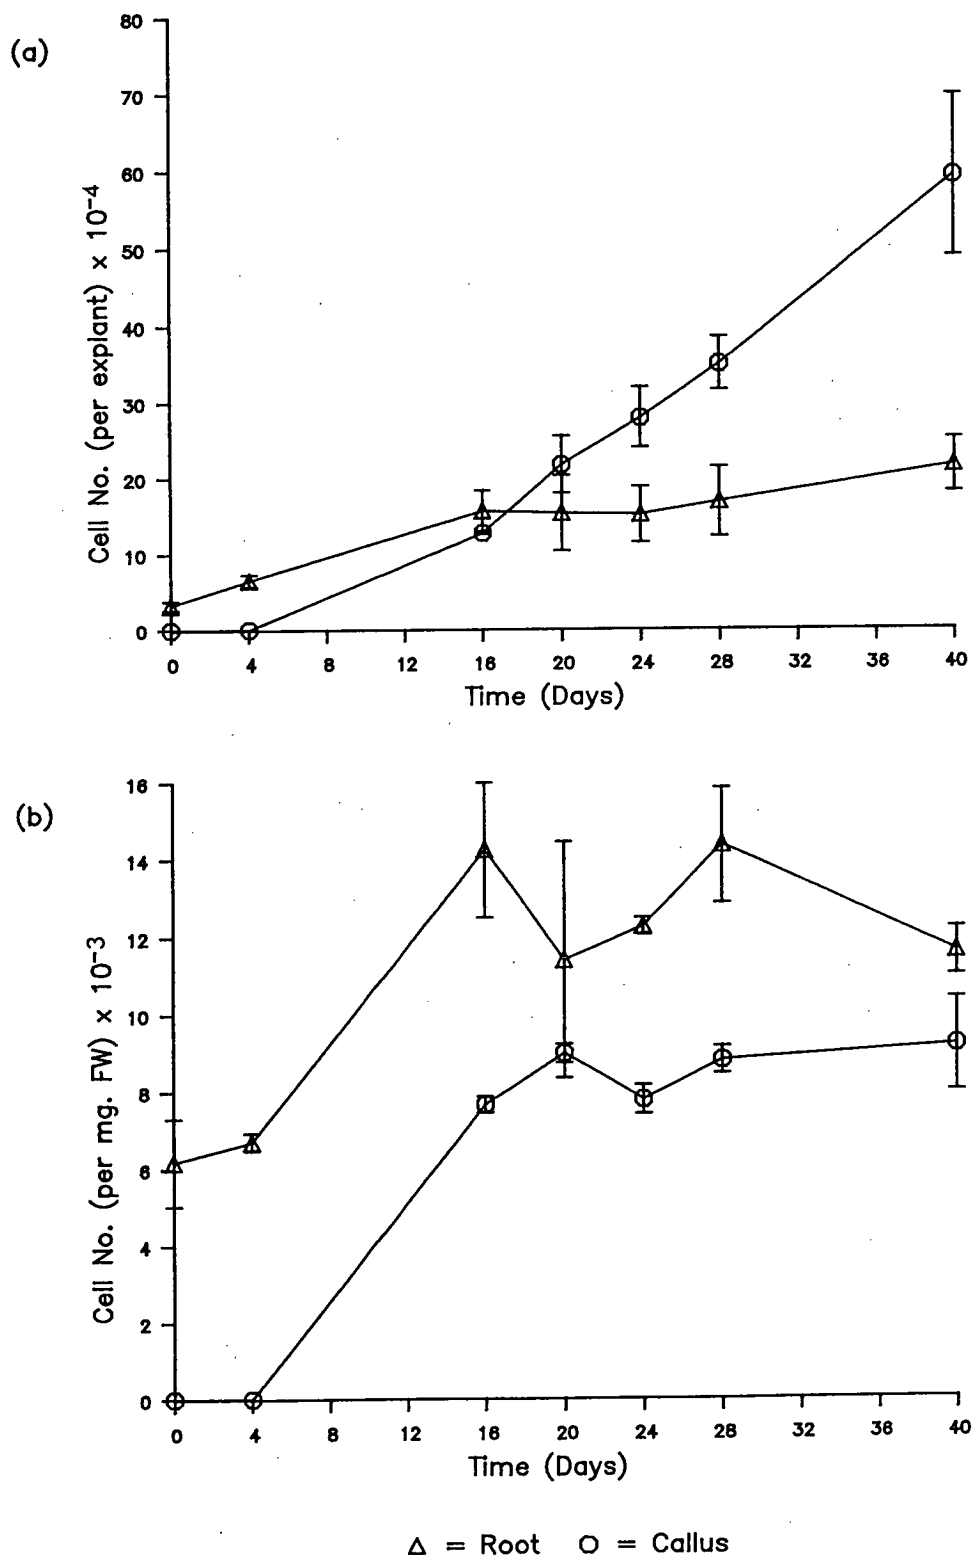 (a)
80
70
60
50
40
30
20
10
0
Cell No. (per explant) x 10⁻⁴
0 4 8 12 16 20 24 28 32 36 40
Time (Days)
(b)
16
14
12
10
8
6
4
2
0
Cell No. (per mg. FW) x 10⁻³
0 4 8 12 16 20 24 28 32 36 40
Time (Days)
△ = Root ○ = Callus